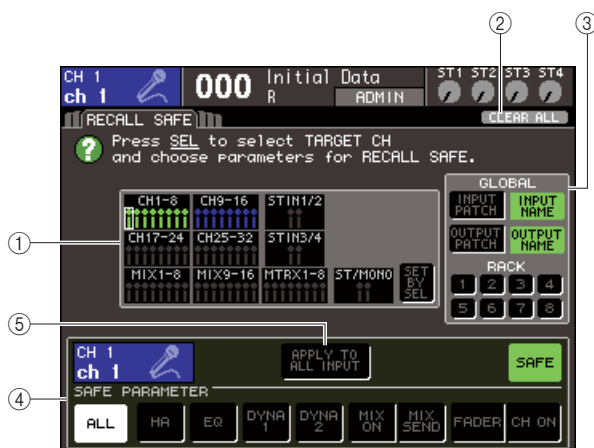 ② ③
CH 1
ch 1
000
Initial Data
R ADMIN
ST1 ST2 ST3 ST4
RECALL SAFE
CLEAR ALL
Press SEL to select TARGET CH
and choose parameters for RECALL SAFE.
①
CH1-8 CH9-16 STIN1/2
CH17-24 CH25-32 STIN3/4
MIX1-8 MIX9-16 MTRX1-8 ST/MONO
SET
BY
SEL
GLOBAL
INPUT
PATCH
INPUT
NAME
OUTPUT
PATCH
OUTPUT
NAME
RACK
1 2 3 4
5 6 7 8
⑤
④
CH 1
ch 1
APPLY TO
ALL INPUT
SAFE
SAFE PARAMETER
ALL
HA
EQ
DYNA
1
DYNA
2
MIX
ON
MIX
SEND
FADER
CH ON